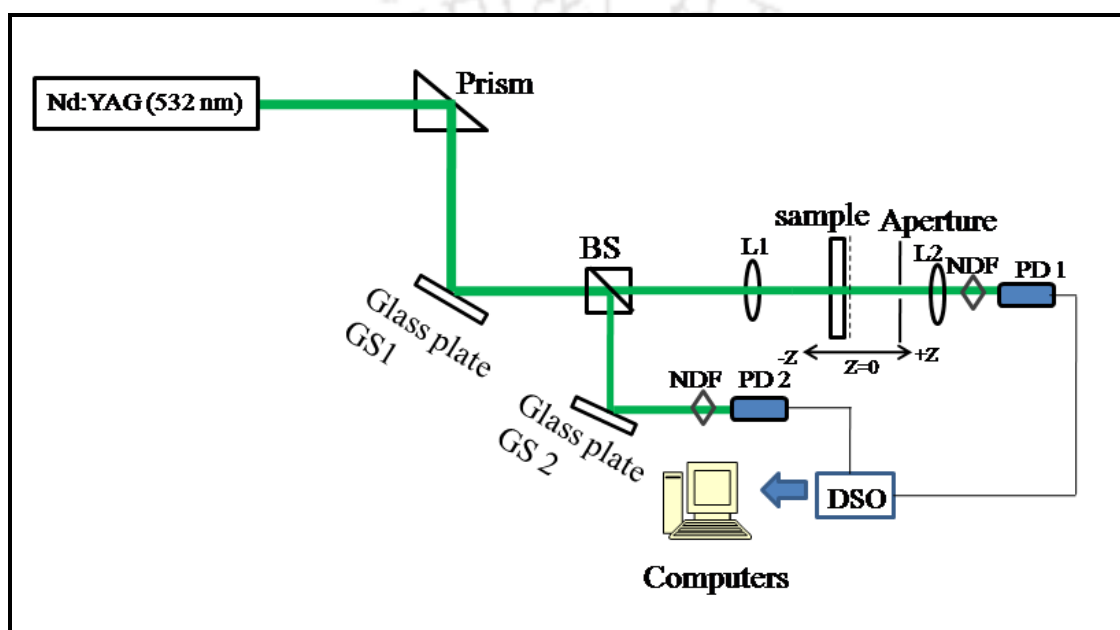 Nd:YAG (532 nm)
Prism
Glass plate
GS1
BS
L1
sample
Aperture
L2
NDF
PD 1
-Z
Z=0
+Z
Glass plate
GS 2
NDF
PD 2
DSO
Computers